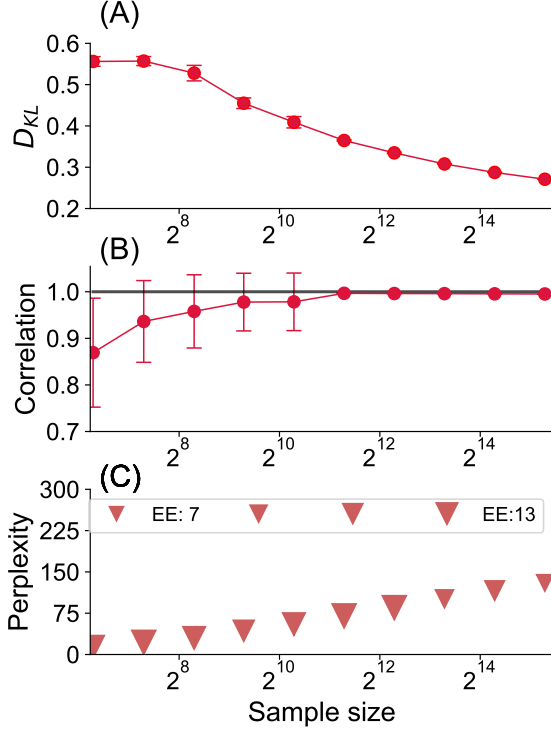 (A)
0.6
0.5
0.4
0.3
0.2
D_KL
2^8 2^10 2^12 2^14
(B)
1.0
0.9
0.8
0.7
Correlation
2^8 2^10 2^12 2^14
(C)
300
225
150
75
0
Perplexity
EE: 7 EE:13
2^8 2^10 2^12 2^14
Sample size